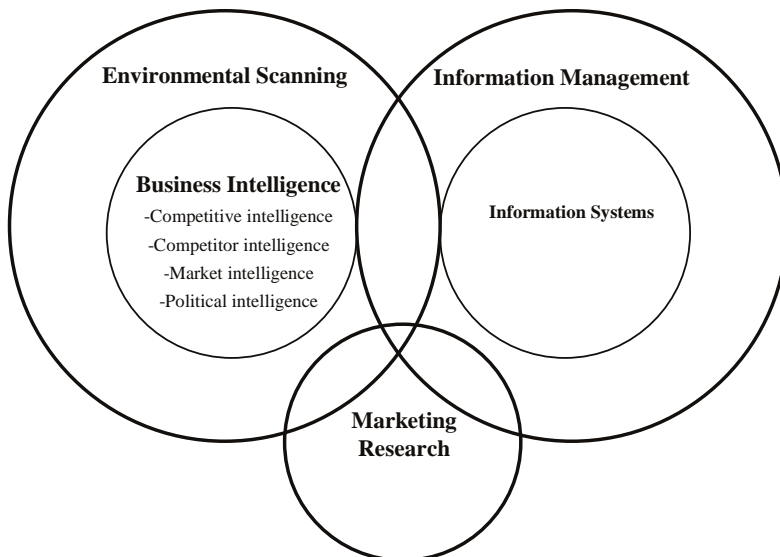 Environmental Scanning
Information Management
Business Intelligence
-Competitive intelligence
-Competitor intelligence
-Market intelligence
-Political intelligence
Information Systems
Marketing
Research